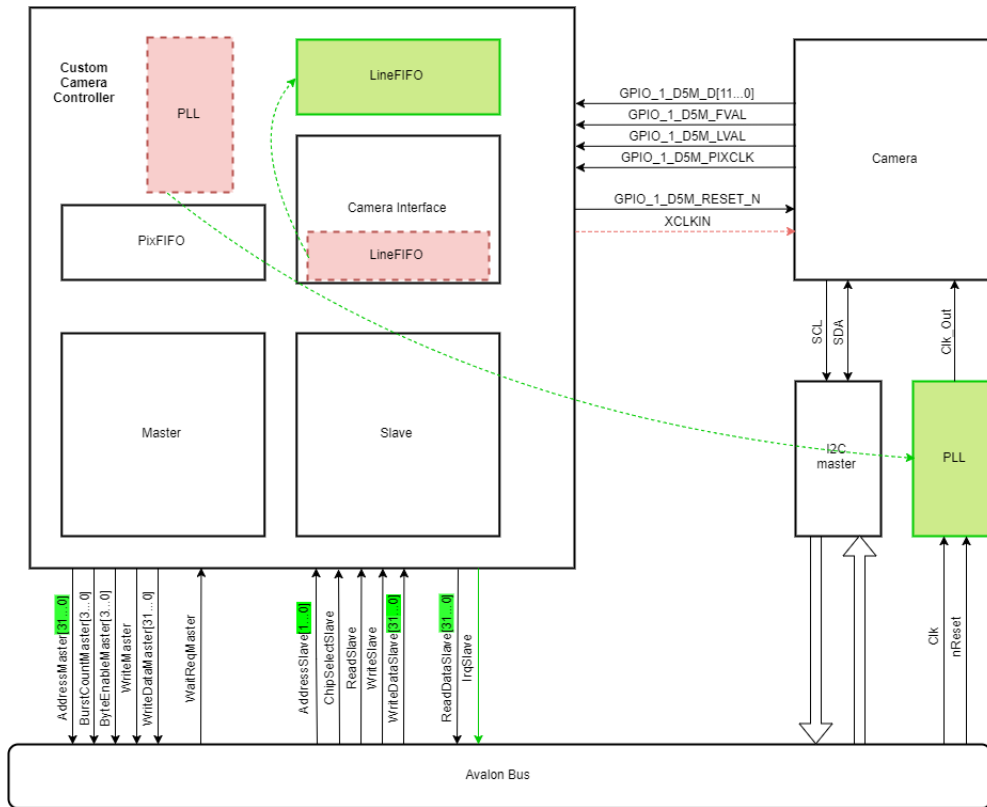 Custom
Camera
Controller
PLL
LineFIFO
PixFIFO
Camera Interface
LineFIFO
Master
Slave
GPIO_1_D5M_D[11...0]
GPIO_1_D5M_FVAL
GPIO_1_D5M_LVAL
GPIO_1_D5M_PIXCLK
GPIO_1_D5M_RESET_N
XCLKIN
Camera
SCL
SDA
Clk_Out
I2C
master
PLL
AddressMaster[31...0]
BurstCountMaster[3...0]
ByteEnableMaster[3...0]
WriteMaster
WriteDataMaster[31...0]
WaitReqMaster
AddressSlave[1...0]
ChipSelectSlave
ReadSlave
WriteSlave
WriteDataSlave[31...0]
ReadDataSlave[31...0]
IrqSlave
Clk
nReset
Avalon Bus